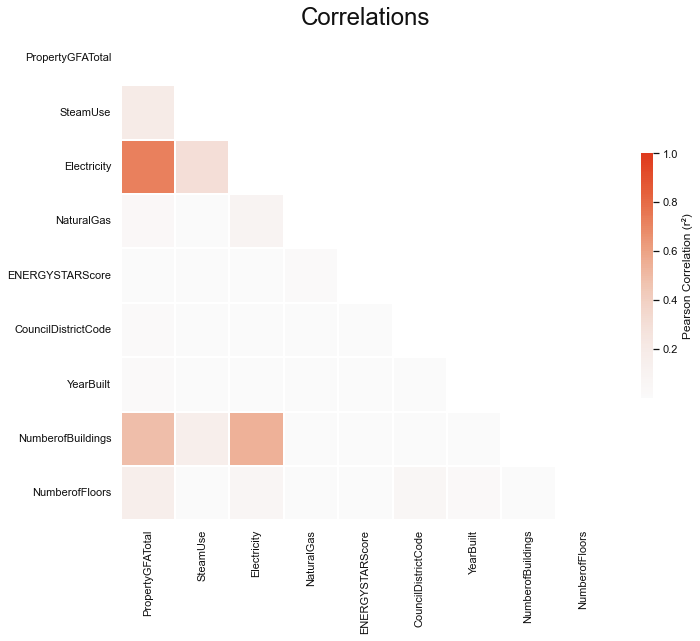 Correlations
PropertyGFATotal
SteamUse
Electricity
NaturalGas
ENERGYSTARScore
CouncilDistrictCode
YearBuilt
NumberofBuildings
NumberofFloors
PropertyGFATotal
SteamUse
Electricity
NaturalGas
ENERGYSTARScore
CouncilDistrictCode
YearBuilt
NumberofBuildings
NumberofFloors
1.0
0.8
0.6
0.4
0.2
Pearson Correlation (r²)